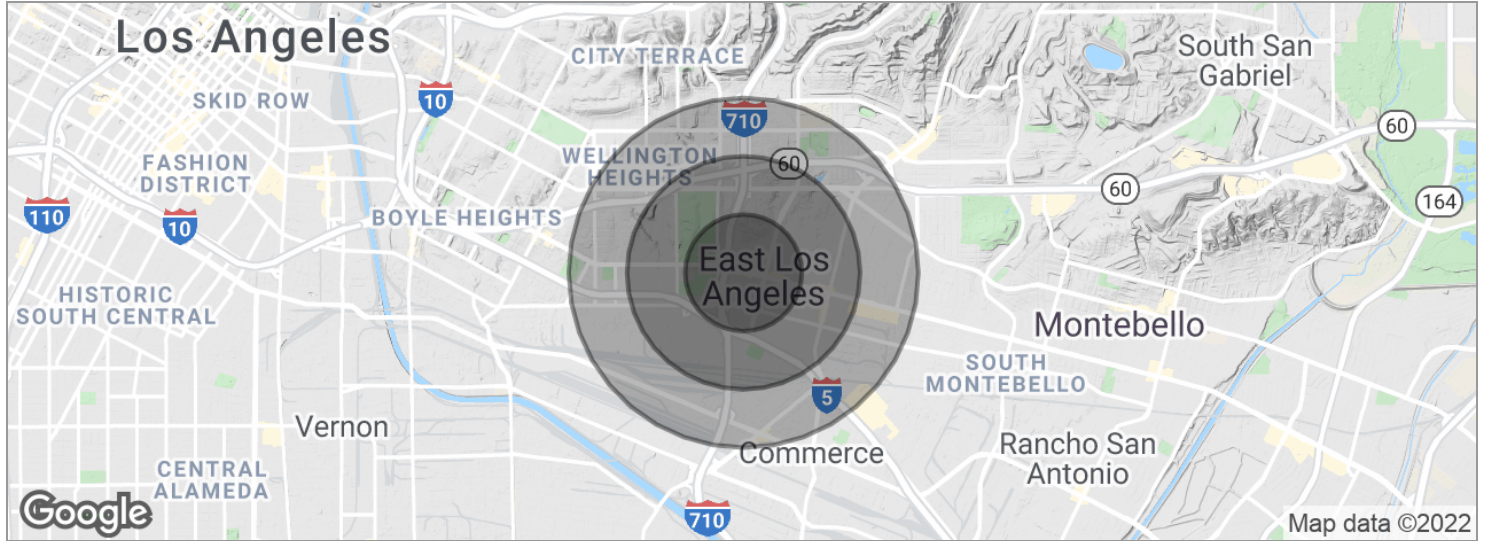 Los Angeles
CITY TERRACE
South San
Gabriel
10
SKID ROW
710
60
WELLINGTON
HEIGHTS
60
FASHION
DISTRICT
60
164
110
10
BOYLE HEIGHTS
East Los
Angeles
HISTORIC
SOUTH CENTRAL
Montebello
SOUTH
MONTEBELLO
5
Vernon
Commerce
Rancho San
Antonio
CENTRAL
ALAMEDA
Google
710
Map data ©2022